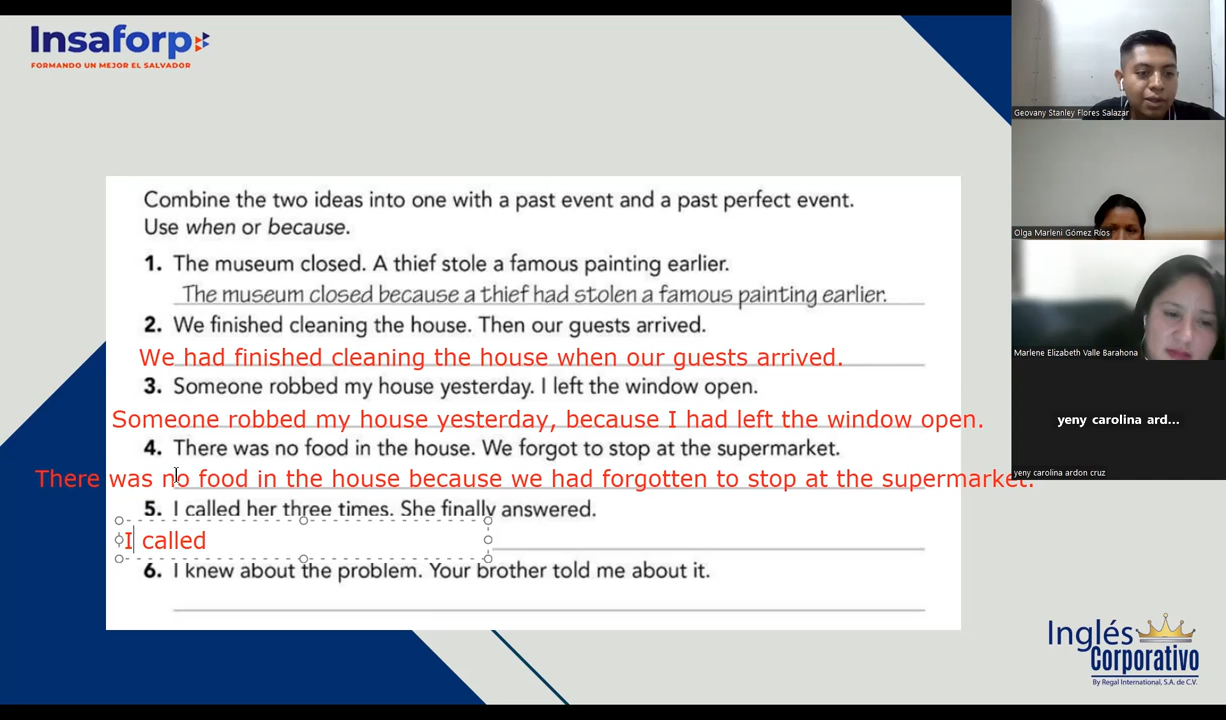 Insaforp
FORMANDO UN MEJOR EL SALVADOR
Combine the two ideas into one with a past event and a past perfect event.
Use when or because.
1. The museum closed. A thief stole a famous painting earlier.
The museum closed because a thief had stolen a famous painting earlier.
2. We finished cleaning the house. Then our guests arrived.
We had finished cleaning the house when our guests arrived.
3. Someone robbed my house yesterday. I left the window open.
Someone robbed my house yesterday, because I had left the window open.
4. There was no food in the house. We forgot to stop at the supermarket.
There was no food in the house because we had forgotten to stop at the supermarket.
5. I called her three times. She finally answered.
I called
6. I knew about the problem. Your brother told me about it.
Geovany Stanley Flores Salazar
Olga Marleni Gómez Ríos
Marlene Elizabeth Valle Barahona
yeny carolina ard...
yeny carolina ardon cruz
Inglés
Corporativo
By Regal International, S.A. de C.V.